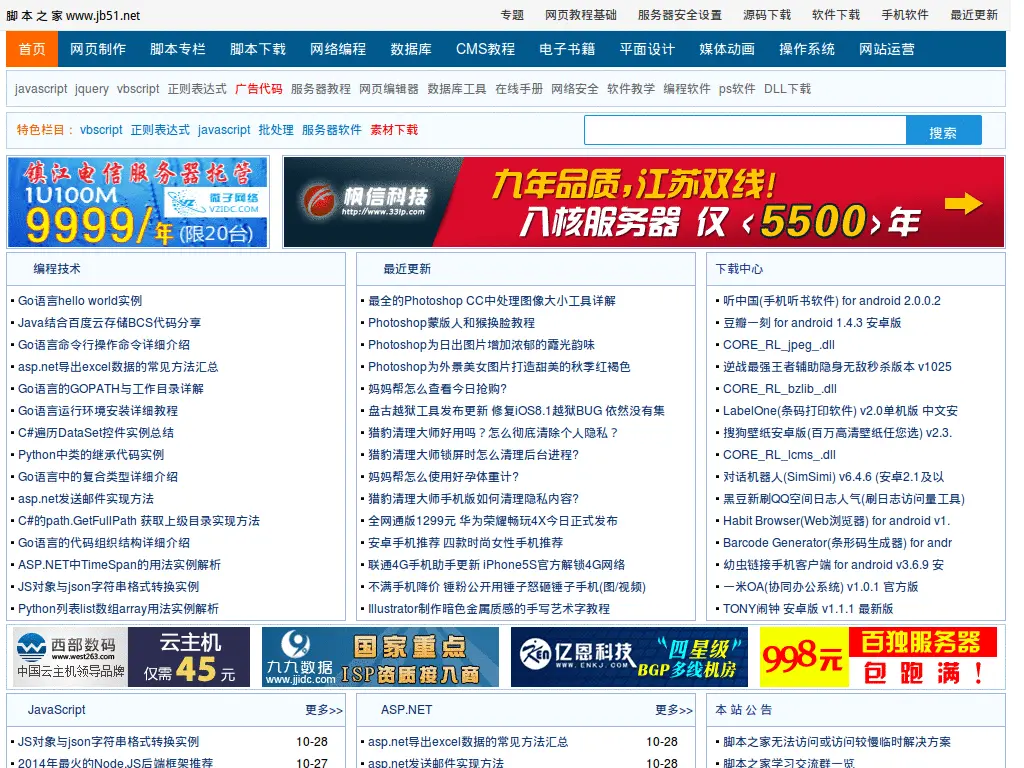 脚 本 之 家 www.jb51.net
专题 网页教程基础 服务器安全设置 源码下载 软件下载 手机软件 最近更新
首页 网页制作 脚本专栏 脚本下载 网络编程 数据库 CMS教程 电子书籍 平面设计 媒体动画 操作系统 网站运营
javascript jquery vbscript 正则表达式 广告代码 服务器教程 网页编辑器 数据库工具 在线手册 网络安全 软件教学 编程软件 ps软件 DLL下载
特色栏目： vbscript 正则表达式 javascript 批处理 服务器软件 素材下载
搜索
镇江电信服务器托管
1U100M
9999/年(限20台)
微子网络
VZIDC.COM
枫信科技
http://www.33ip.com
九年品质,江苏双线!
八核服务器 仅 ‹5500› 年
编程技术
Go语言hello world实例
Java结合百度云存储BCS代码分享
Go语言命令行操作命令详细介绍
asp.net导出excel数据的常见方法汇总
Go语言的GOPATH与工作目录详解
Go语言运行环境安装详细教程
C#遍历DataSet控件实例总结
Python中类的继承代码实例
Go语言中的复合类型详细介绍
asp.net发送邮件实现方法
C#的path.GetFullPath 获取上级目录实现方法
Go语言的代码组织结构详细介绍
ASP.NET中TimeSpan的用法实例解析
JS对象与json字符串格式转换实例
Python列表list数组array用法实例解析
最近更新
最全的Photoshop CC中处理图像大小工具详解
Photoshop蒙版人和猴换脸教程
Photoshop为日出图片增加浓郁的霞光韵味
Photoshop为外景美女图片打造甜美的秋季红褐色
妈妈帮怎么查看今日抢购?
盘古越狱工具发布更新 修复iOS8.1越狱BUG 依然没有集
猎豹清理大师好用吗？怎么彻底清除个人隐私？
猎豹清理大师锁屏时怎么清理后台进程?
妈妈帮怎么使用好孕体重计?
猎豹清理大师手机版如何清理隐私内容?
全网通版1299元 华为荣耀畅玩4X今日正式发布
安卓手机推荐 四款时尚女性手机推荐
联通4G手机助手更新 iPhone5S官方解锁4G网络
不满手机降价 锤粉公开用锤子怒砸锤子手机(图/视频)
Illustrator制作暗色金属质感的手写艺术字教程
下载中心
听中国(手机听书软件) for android 2.0.0.2
豆瓣一刻 for android 1.4.3 安卓版
CORE_RL_jpeg_.dll
逆战最强王者辅助隐身无敌秒杀版本 v1025
CORE_RL_bzlib_.dll
LabelOne(条码打印软件) v2.0单机版 中文安
搜狗壁纸安卓版(百万高清壁纸任您选) v2.3.
CORE_RL_lcms_.dll
对话机器人(SimSimi) v6.4.6 (安卓2.1及以
黑豆新刷QQ空间日志人气(刷日志访问量工具)
Habit Browser(Web浏览器) for android v1.
Barcode Generator(条形码生成器) for andr
幼虫链接手机客户端 for android v3.6.9 安
一米OA(协同办公系统) v1.0.1 官方版
TONY闹钟 安卓版 v1.1.1 最新版
西部数码
www.west263.com
中国云主机领导品牌
云主机
仅需45元
九九数据
www.jjidc.com
国家重点
ISP资质接入商
亿恩科技
WWW.ENKJ.COM
“四星级”
BGP多线机房
998元
百独服务器
包 跑 满 ！
JavaScript 更多>>
JS对象与json字符串格式转换实例 10-28
2014年最火的Node.JS后端框架推荐 10-27
ASP.NET 更多>>
asp.net导出excel数据的常见方法汇总 10-28
asp.net发送邮件实现方法 10-28
本 站 公 告
脚本之家无法访问或访问较慢临时解决方案
脚本之家学习交流群一览